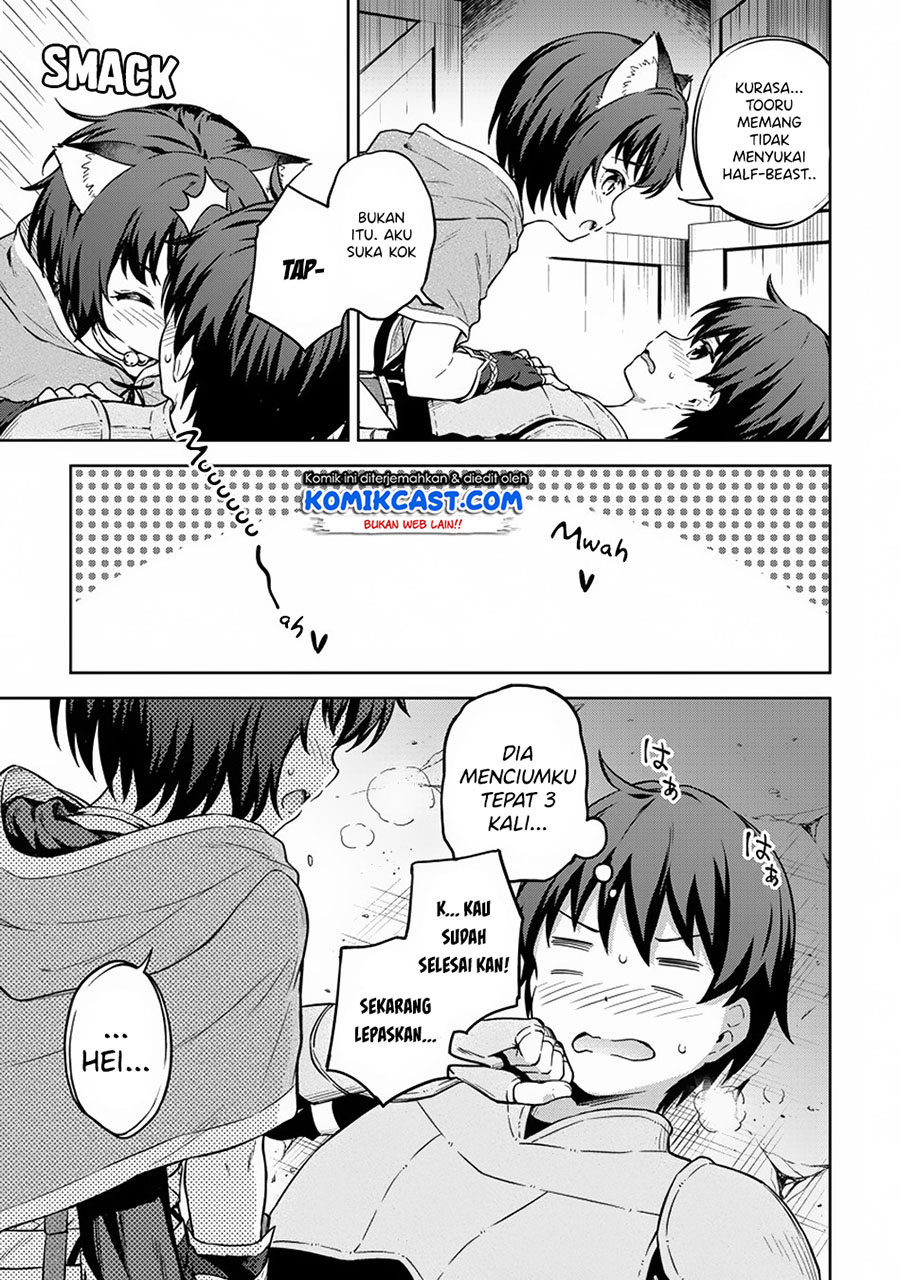 KURASA...
TOORU
MEMANG
TIDAK
MENYUKAI
HALF-BEAST..
BUKAN
ITU. AKU
SUKA KOK
TAP-
SMACK
Komik ini diterjemahkan & diedit oleh
KOMIKCAST.COM
BUKAN WEB LAIN!!
Mwah
Muuuuuu
ah
はぁ
はぁ
DIA
MENCIUMKU
TEPAT 3
KALI...
K... KAU
SUDAH
SELESAI KAN!
SEKARANG
LEPASKAN...
...
HEI...